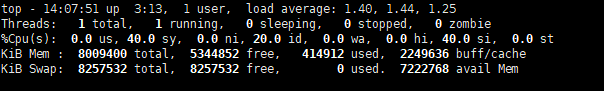 top - 14:07:51 up  3:13,  1 user,  load average: 1.40, 1.44, 1.25
Threads:   1 total,   1 running,   0 sleeping,   0 stopped,   0 zombie
%Cpu(s):  0.0 us, 40.0 sy,  0.0 ni, 20.0 id,  0.0 wa,  0.0 hi, 40.0 si,  0.0 st
KiB Mem :  8009400 total,  5344852 free,   414912 used,  2249636 buff/cache
KiB Swap:  8257532 total,  8257532 free,        0 used.  7222768 avail Mem